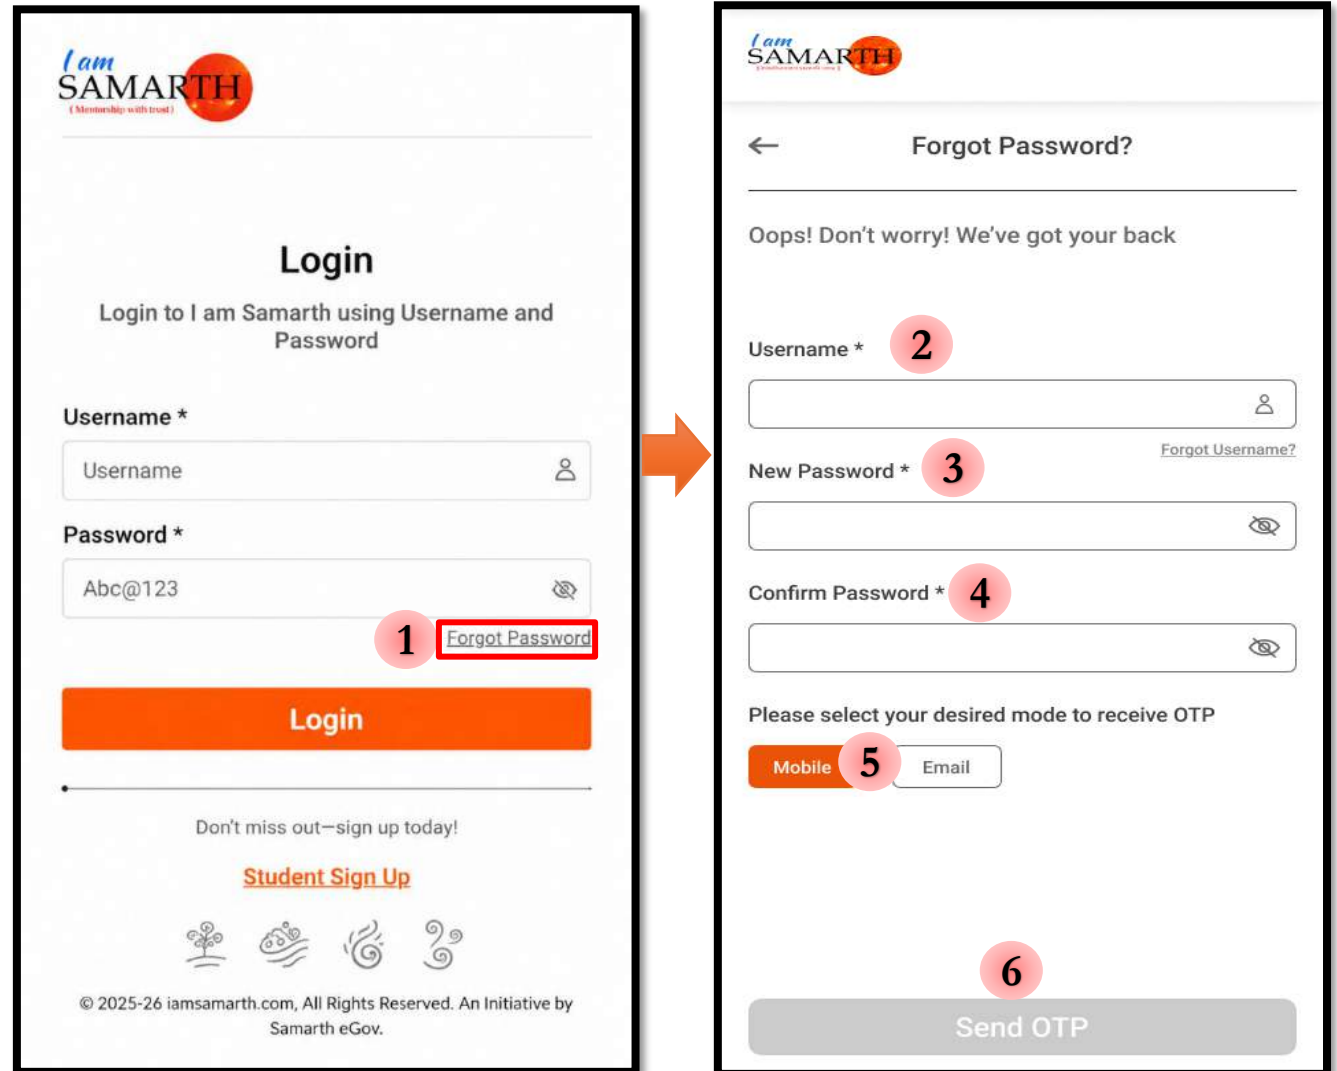 I am
SAMARTH
( Mentorship with trust )
Login
Login to I am Samarth using Username and
Password
Username *
Username
Password *
Abc@123
1
Forgot Password
Login
Don't miss out—sign up today!
Student Sign Up
© 2025-26 iamsamarth.com, All Rights Reserved. An Initiative by
Samarth eGov.
I am
SAMARTH
Forgot Password?
Oops! Don't worry! We've got your back
Username * 2
Forgot Username?
New Password * 3
Confirm Password * 4
Please select your desired mode to receive OTP
Mobile 5 Email
6
Send OTP